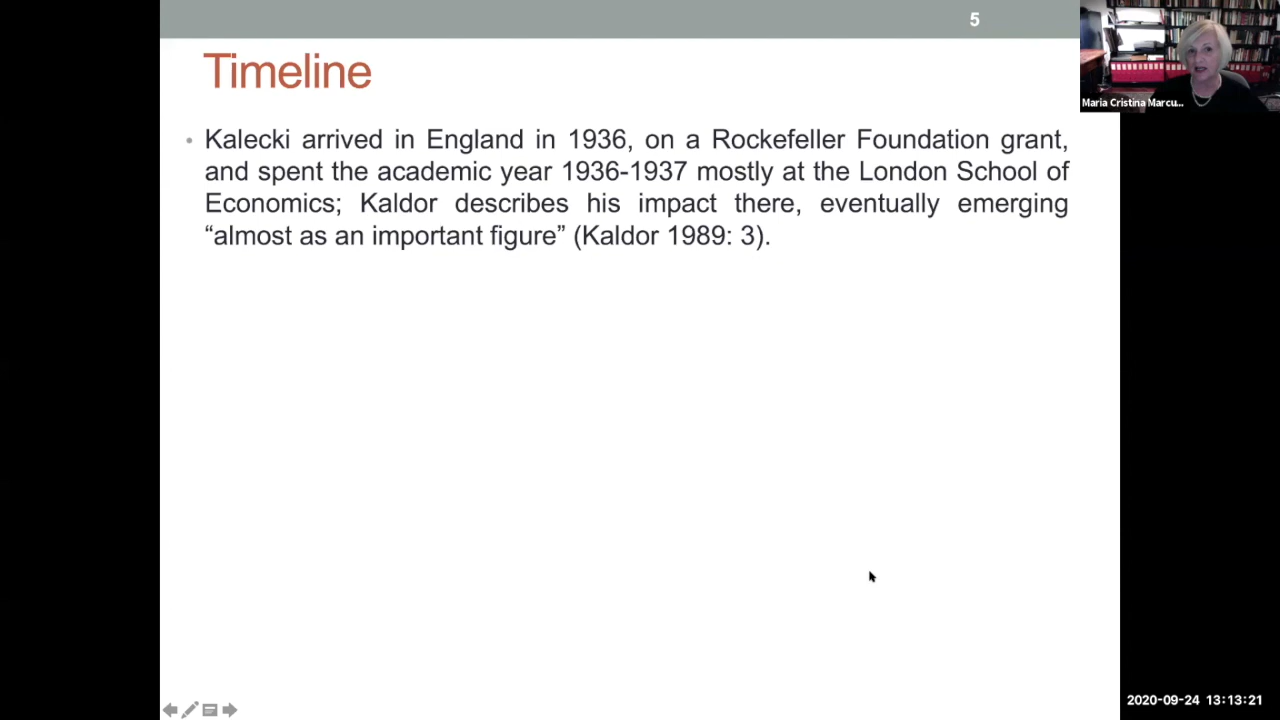 5
Timeline
• Kalecki arrived in England in 1936, on a Rockefeller Foundation grant,
and spent the academic year 1936-1937 mostly at the London School of
Economics; Kaldor describes his impact there, eventually emerging
“almost as an important figure” (Kaldor 1989: 3).
Maria Cristina Marcu...
2020-09-24 13:13:21